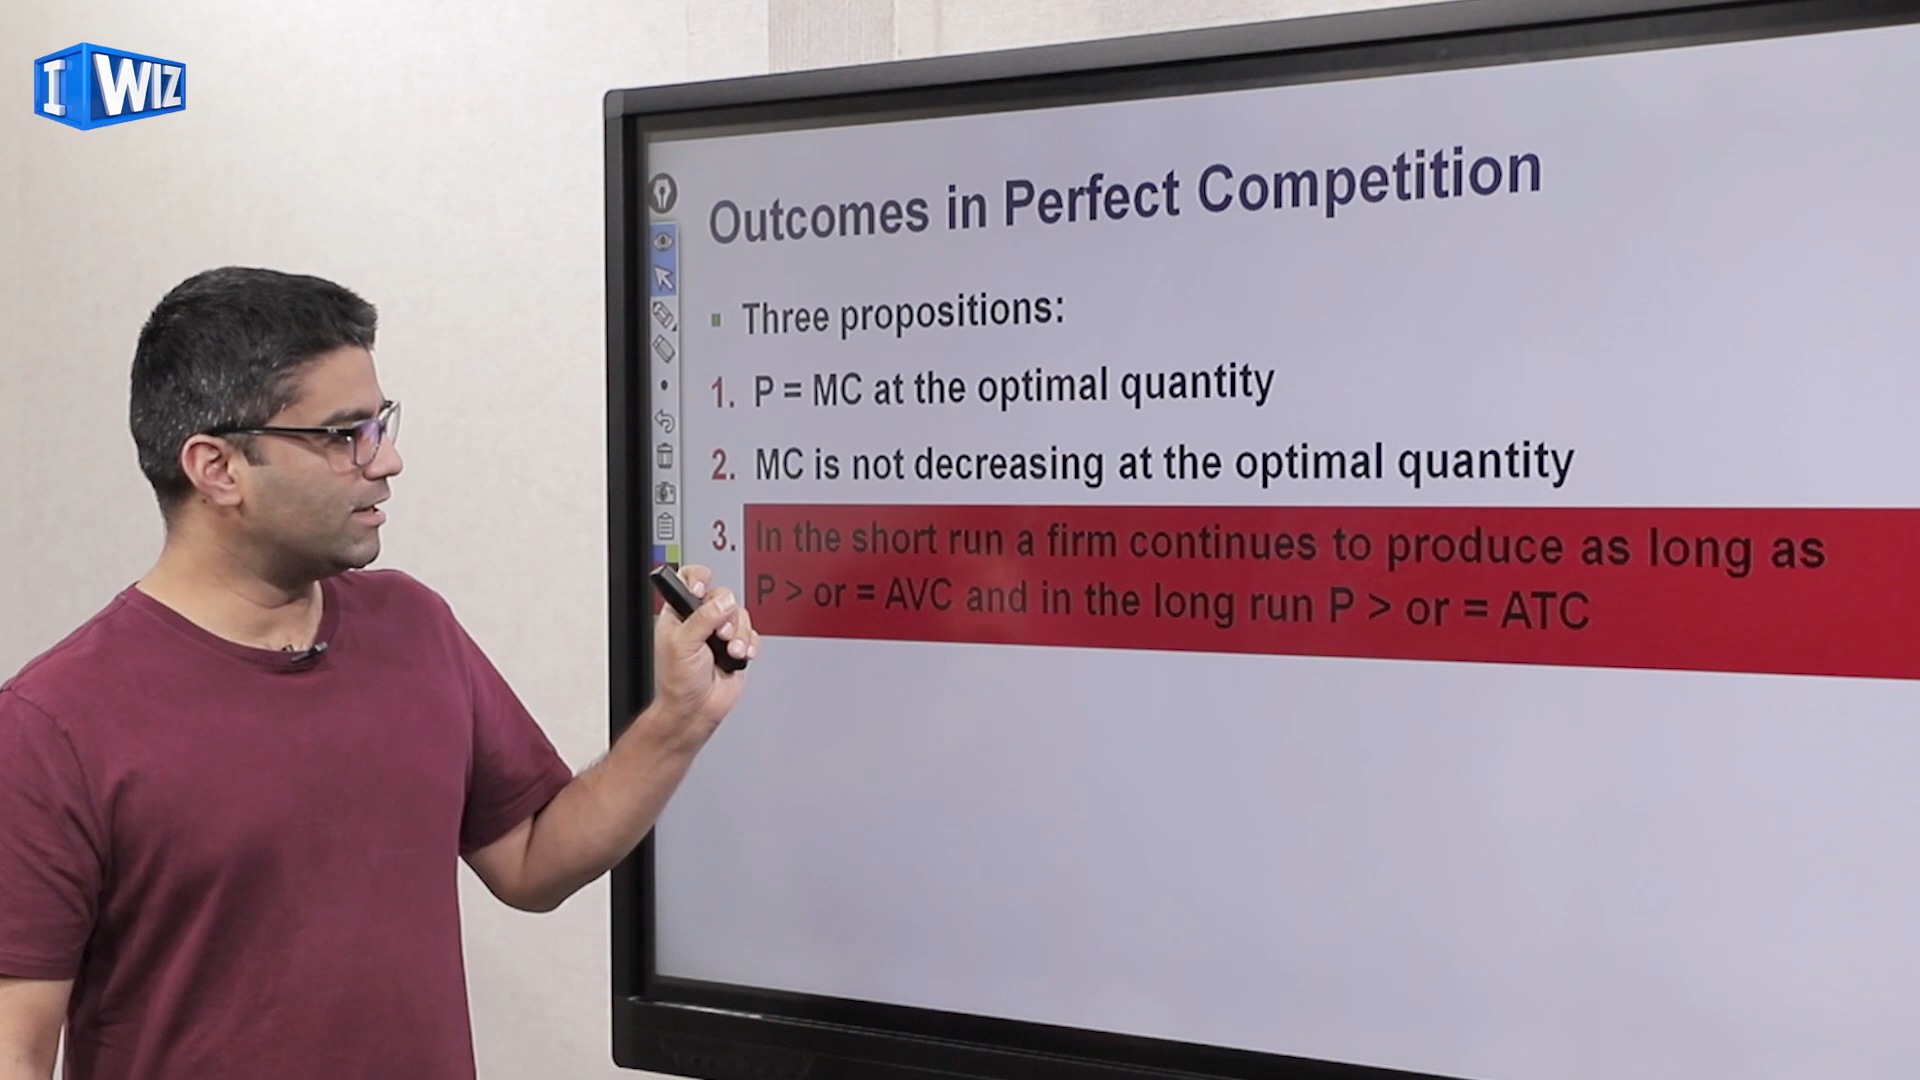 I WIZ
Outcomes in Perfect Competition
Three propositions:
1. P = MC at the optimal quantity
2. MC is not decreasing at the optimal quantity
3. In the short run a firm continues to produce as long as
P > or = AVC and in the long run P > or = ATC